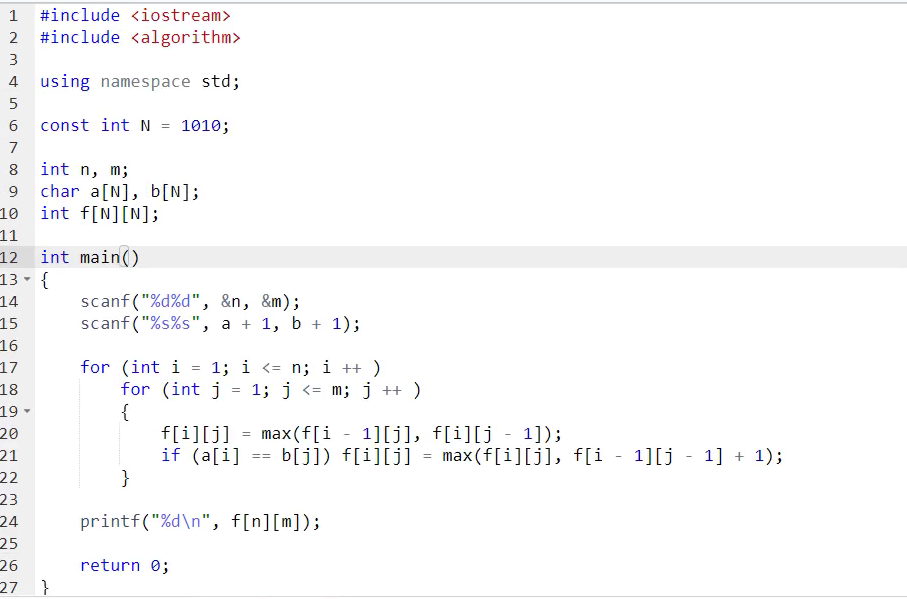 1 #include <iostream>
2 #include <algorithm>
3
4 using namespace std;
5
6 const int N = 1010;
7
8 int n, m;
9 char a[N], b[N];
10 int f[N][N];
11
12 int main()
13 {
14     scanf("%d%d", &n, &m);
15     scanf("%s%s", a + 1, b + 1);
16
17     for (int i = 1; i <= n; i ++ )
18         for (int j = 1; j <= m; j ++ )
19         {
20             f[i][j] = max(f[i - 1][j], f[i][j - 1]);
21             if (a[i] == b[j]) f[i][j] = max(f[i][j], f[i - 1][j - 1] + 1);
22         }
23
24     printf("%d\n", f[n][m]);
25
26     return 0;
27 }